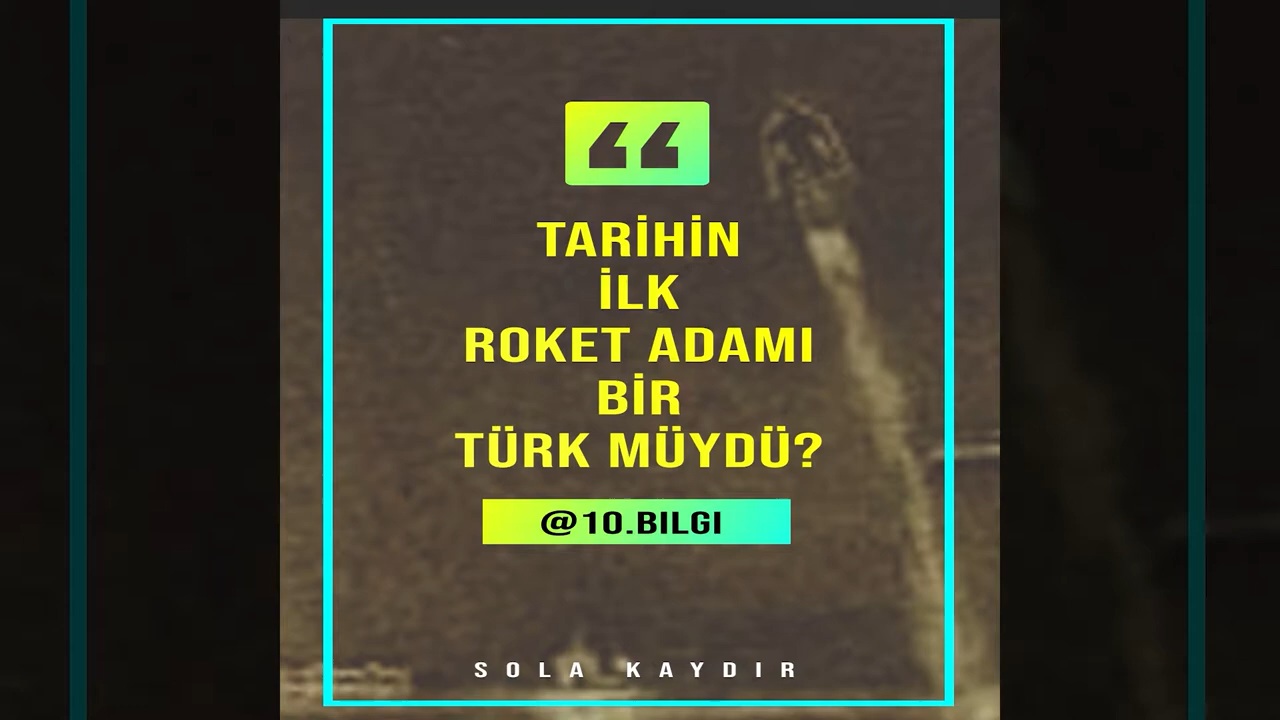 “
TARİHİN
İLK
ROKET ADAMI
BİR
TÜRK MÜYDÜ?
@10.BILGI
SOLA KAYDIR